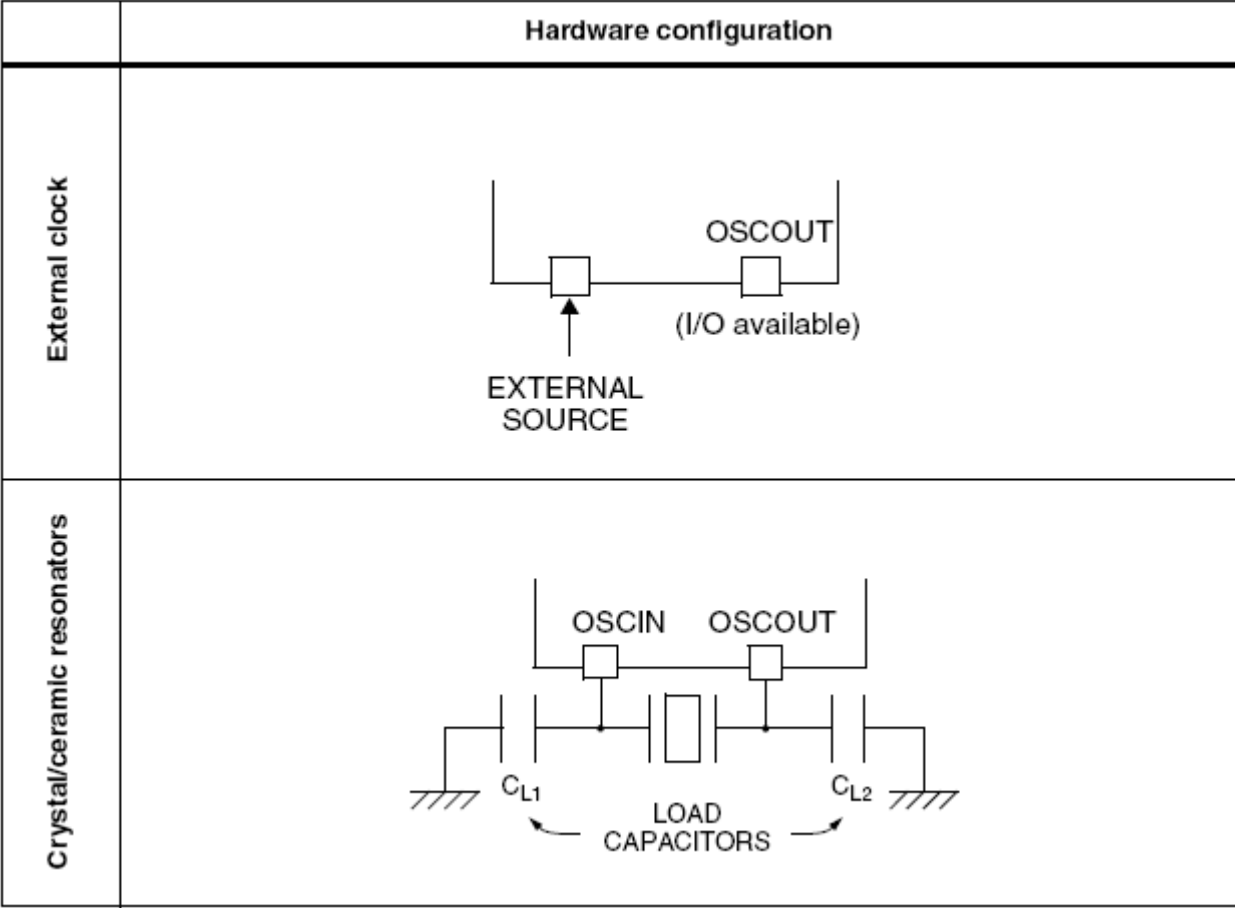 Hardware configuration
External clock
OSCOUT
(I/O available)
EXTERNAL
SOURCE
Crystal/ceramic resonators
OSCIN OSCOUT
CL1 CL2
LOAD
CAPACITORS